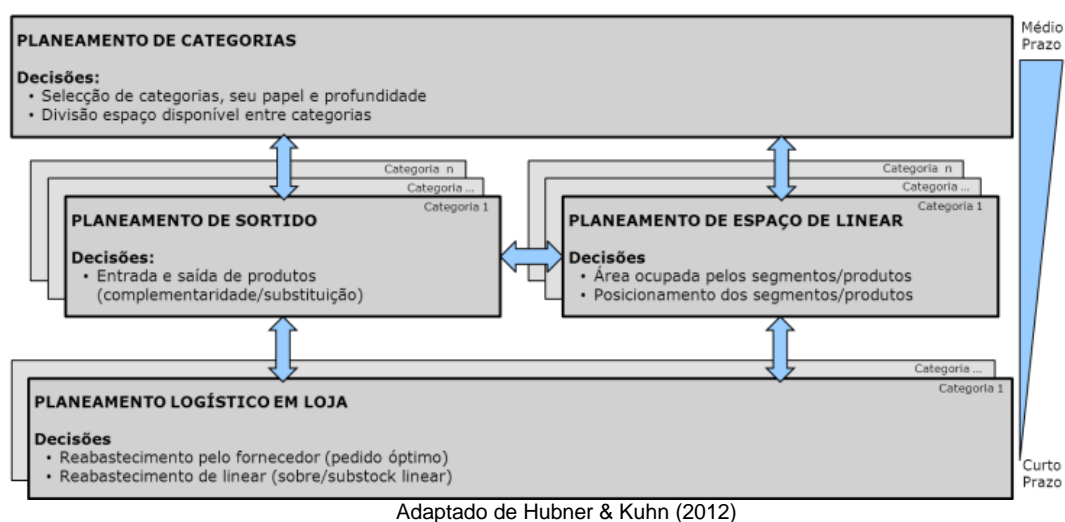 PLANEAMENTO DE CATEGORIAS
Decisões:
• Selecção de categorias, seu papel e profundidade
• Divisão espaço disponível entre categorias
Médio
Prazo
Categoria n
Categoria ...
Categoria 1
PLANEAMENTO DE SORTIDO
Decisões:
• Entrada e saída de produtos
(complementaridade/substituição)
Categoria n
Categoria ...
Categoria 1
PLANEAMENTO DE ESPAÇO DE LINEAR
Decisões
• Área ocupada pelos segmentos/produtos
• Posicionamento dos segmentos/produtos
Categoria ...
Categoria 1
PLANEAMENTO LOGÍSTICO EM LOJA
Decisões
• Reabastecimento pelo fornecedor (pedido óptimo)
• Reabastecimento de linear (sobre/substock linear)
Curto
Prazo
Adaptado de Hubner & Kuhn (2012)